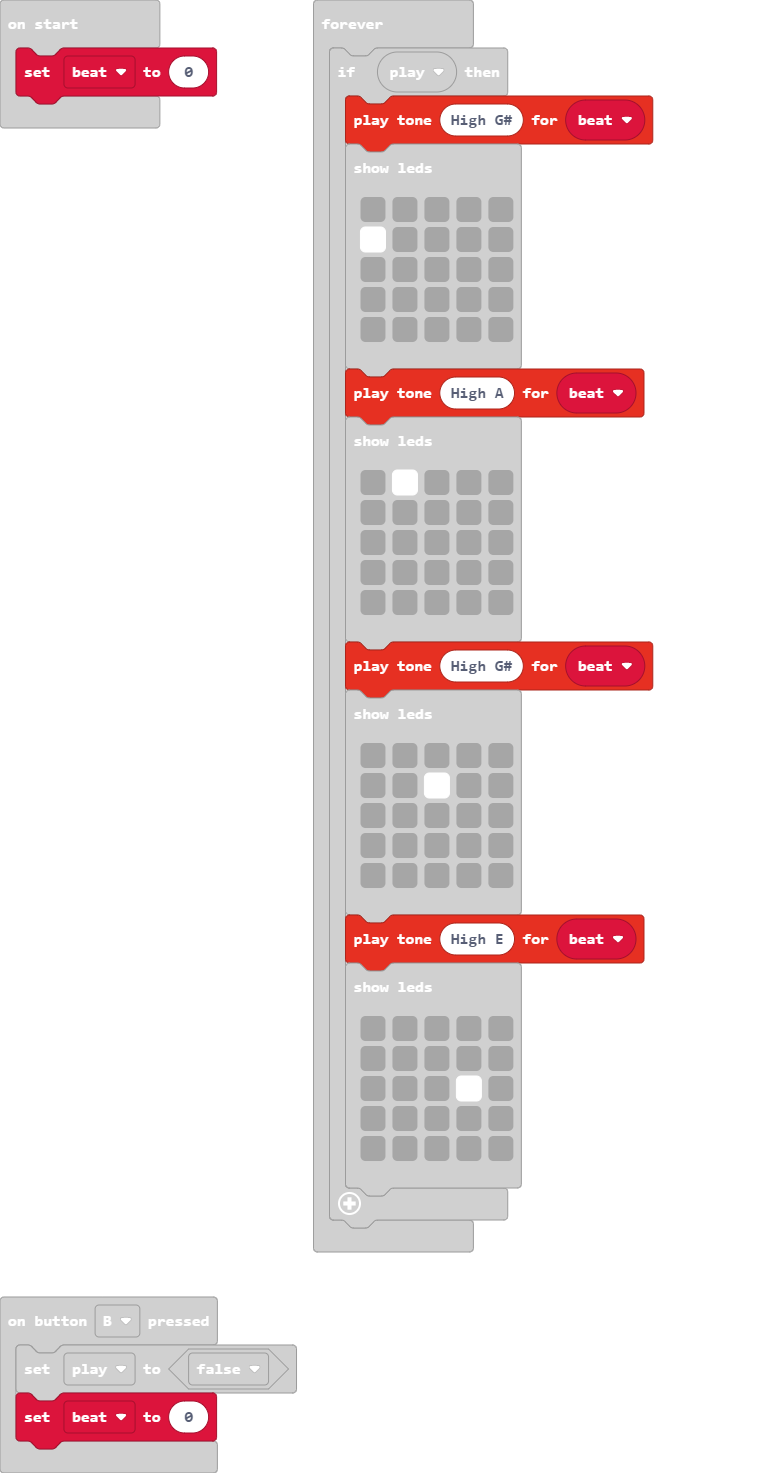 on start
set beat to 0
forever
if play then
play tone High G# for beat
show leds
play tone High A for beat
show leds
play tone High G# for beat
show leds
play tone High E for beat
show leds
on button B pressed
set play to false
set beat to 0